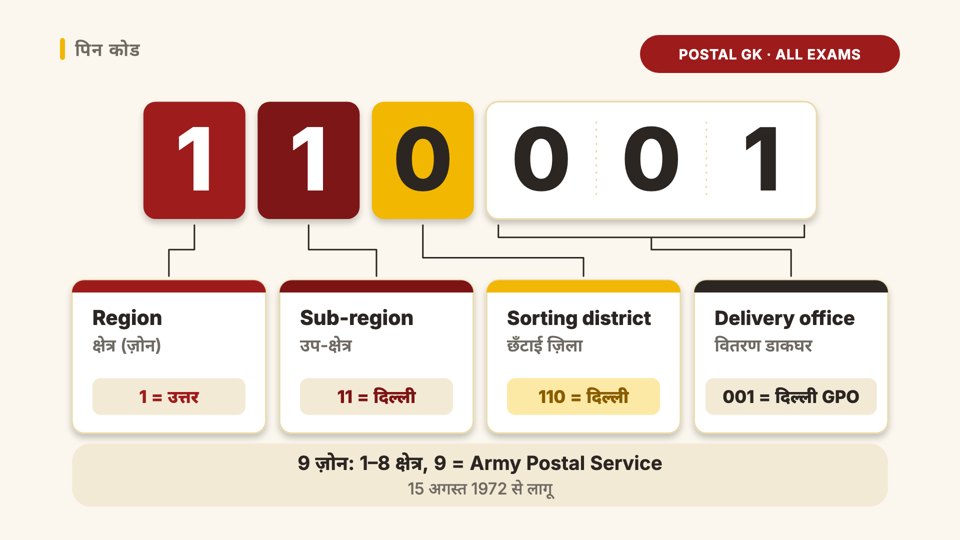 पिन कोड
POSTAL GK · ALL EXAMS
1 1 0 0 0 1
Region
क्षेत्र (ज़ोन)
1 = उत्तर
Sub-region
उप-क्षेत्र
11 = दिल्ली
Sorting district
छँटाई ज़िला
110 = दिल्ली
Delivery office
वितरण डाकघर
001 = दिल्ली GPO
9 ज़ोन: 1–8 क्षेत्र, 9 = Army Postal Service
15 अगस्त 1972 से लागू